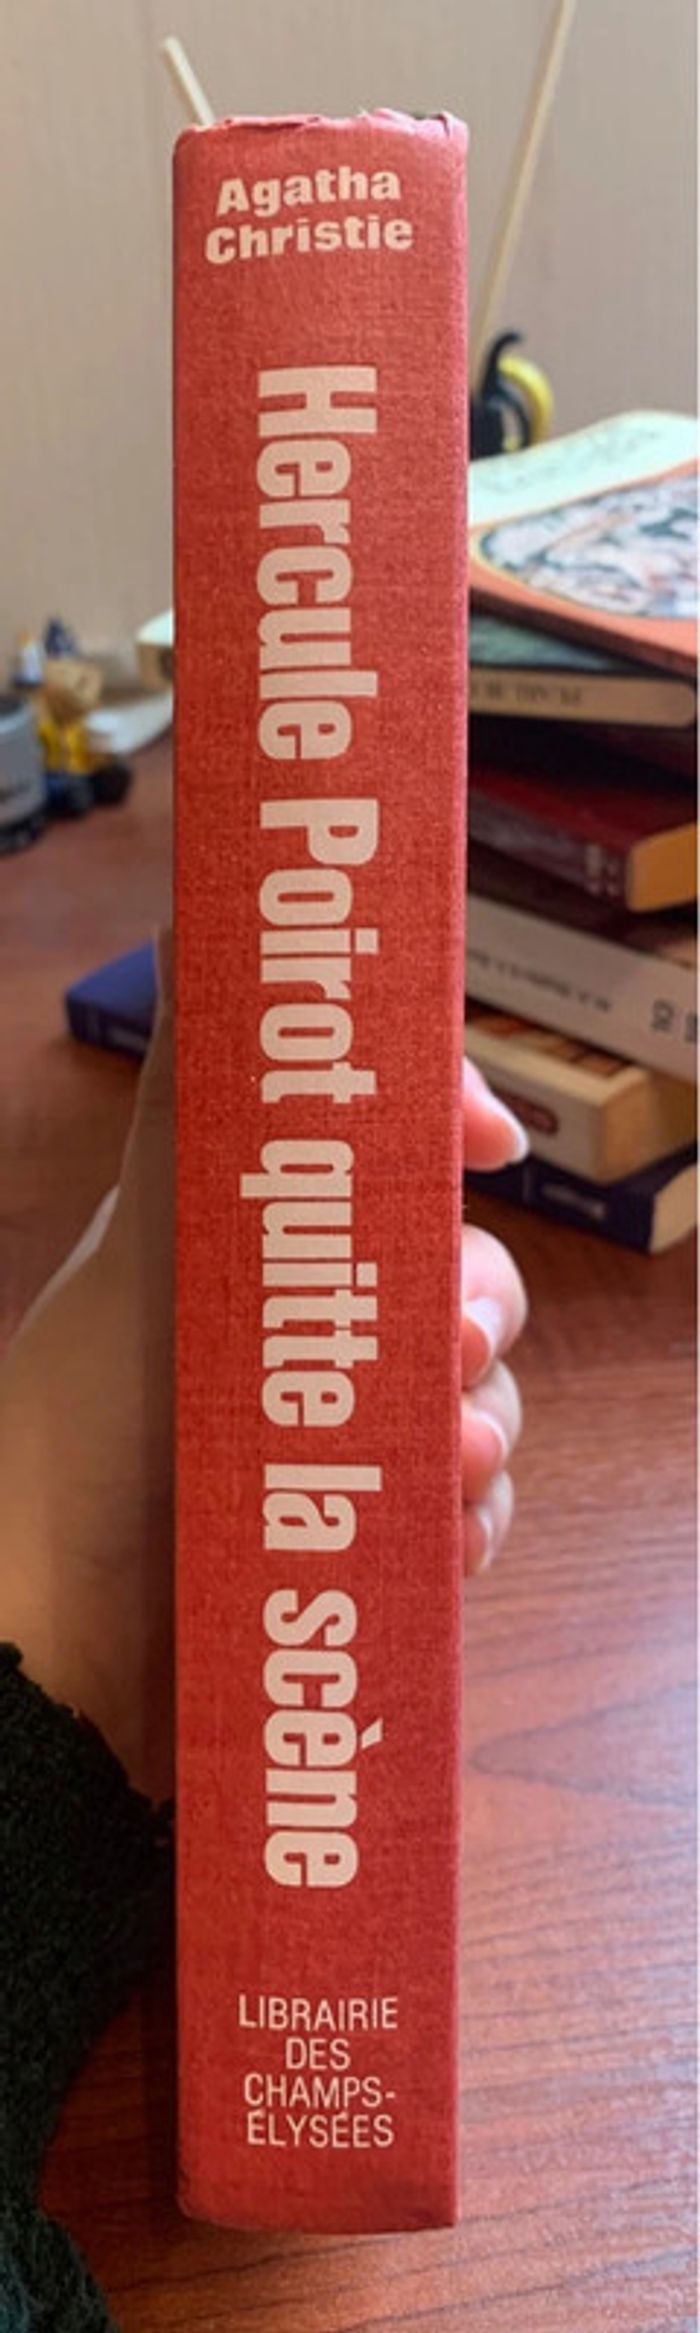 Agatha
Christie
Hercule Poirot quitte la scène
LIBRAIRIE
DES
CHAMPS-
ÉLYSÉES